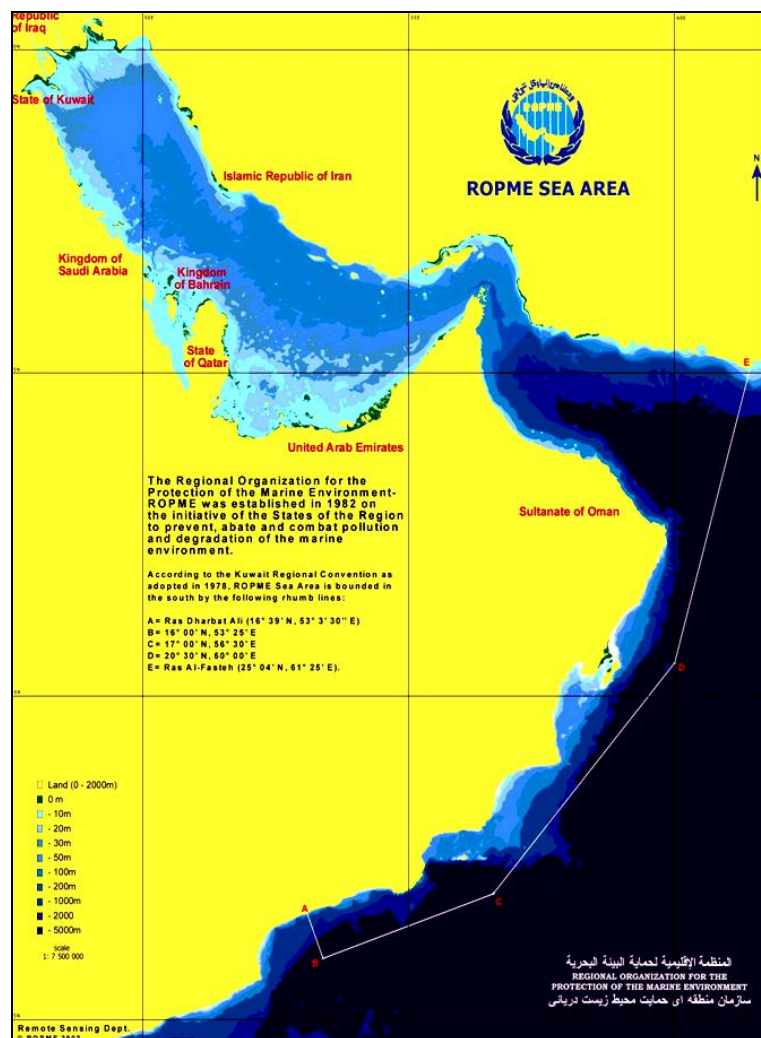 Republic
of Iraq
State of Kuwait
ROPME
ROPME SEA AREA
N
Islamic Republic of Iran
Kingdom of
Saudi Arabia
Kingdom
of Bahrain
State
of Qatar
E
United Arab Emirates
The Regional Organization for the
Protection of the Marine Environment-
ROPME was established in 1982 on
the initiative of the States of the Region
to prevent, abate and combat pollution
and degradation of the marine
environment.
Sultanate of Oman
According to the Kuwait Regional Convention as
adopted in 1978, ROPME Sea Area is bounded in
the south by the following rhumb lines:
A= Ras Dharbat Ali (16° 39' N, 53° 3' 30" E)
B= 16° 00' N, 53° 25' E
C= 17° 00' N, 56° 30' E
D= 20° 30' N, 60° 00' E
E= Ras Al-Fasteh (25° 04' N, 61° 25' E).
D
Land (0 - 2000m)
0 m
- 10m
- 20m
- 30m
- 50m
- 100m
- 200m
- 1000m
- 2000
- 5000m
scale
1: 7 500 000
A
C
B
المنظمة الإقليمية لحماية البيئة البحرية
REGIONAL ORGANIZATION FOR THE
PROTECTION OF THE MARINE ENVIRONMENT
سازمان منطقه ای حمایت محیط زیست دریائی
Remote Sensing Dept.